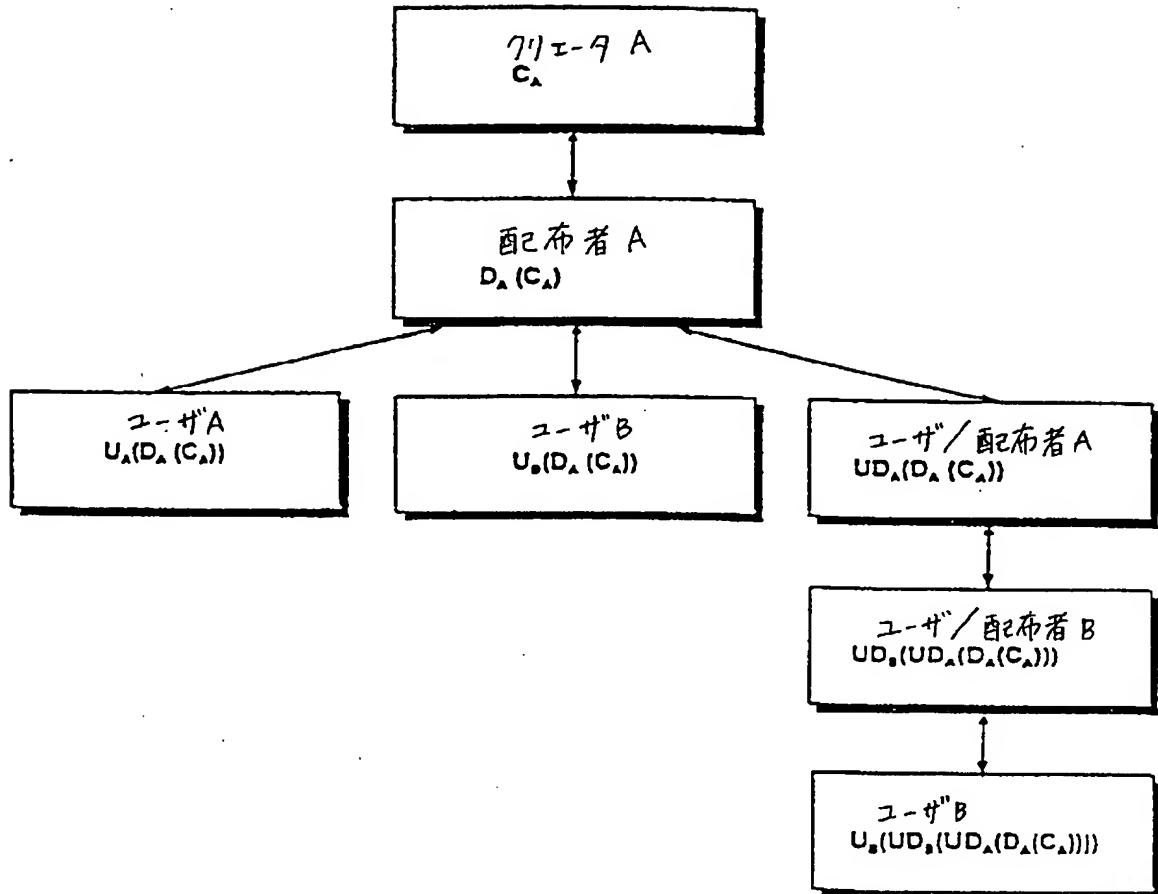 クリエータ A
C_A
配布者 A
D_A (C_A)
ユーザA
U_A(D_A (C_A))
ユーザB
U_B(D_A (C_A))
ユーザ/配布者A
UD_A(D_A (C_A))
ユーザ/配布者B
UD_B(UD_A(D_A(C_A)))
ユーザB
U_B(UD_B(UD_A(D_A(C_A))))